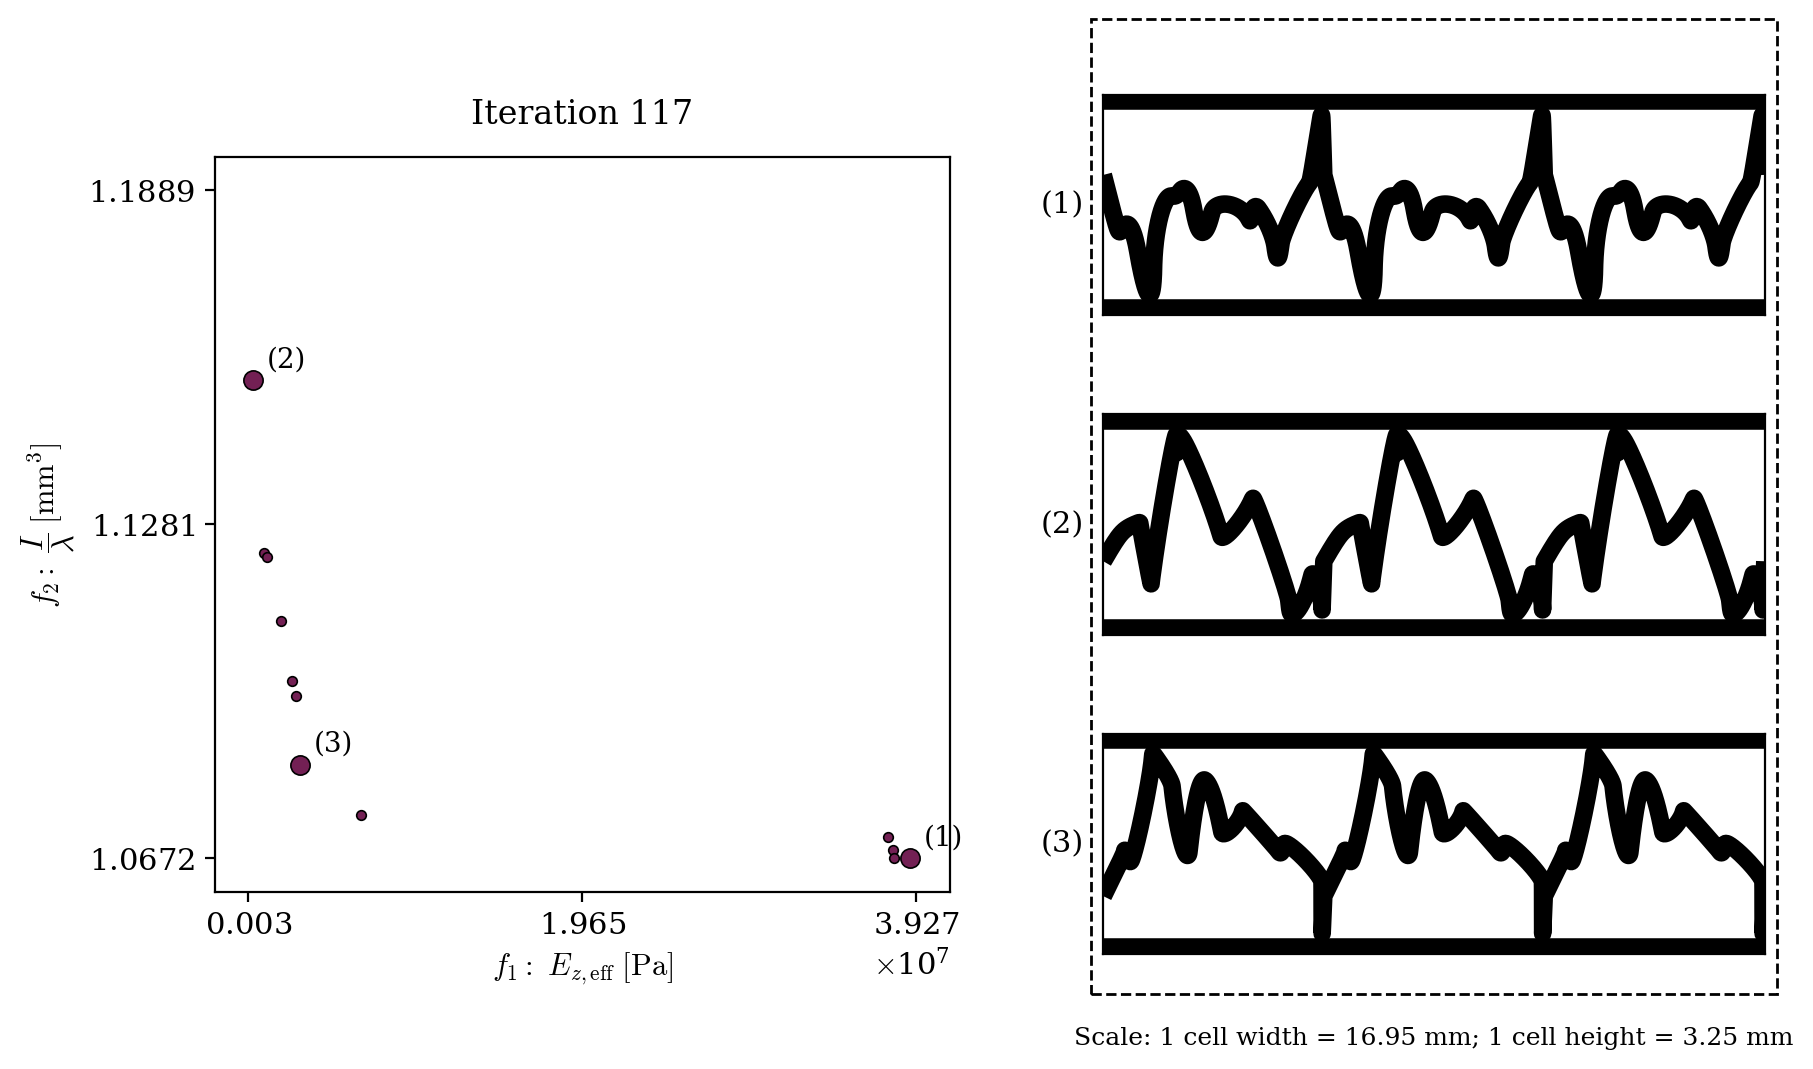 Iteration 117
1.1889
1.1281
1.0672
f₂ : I/λ [mm³]
(2)
(3)
(1)
0.003 1.965 3.927
×10⁷
f₁ : E_z,eff [Pa]
(1)
(2)
(3)
Scale: 1 cell width = 16.95 mm; 1 cell height = 3.25 mm